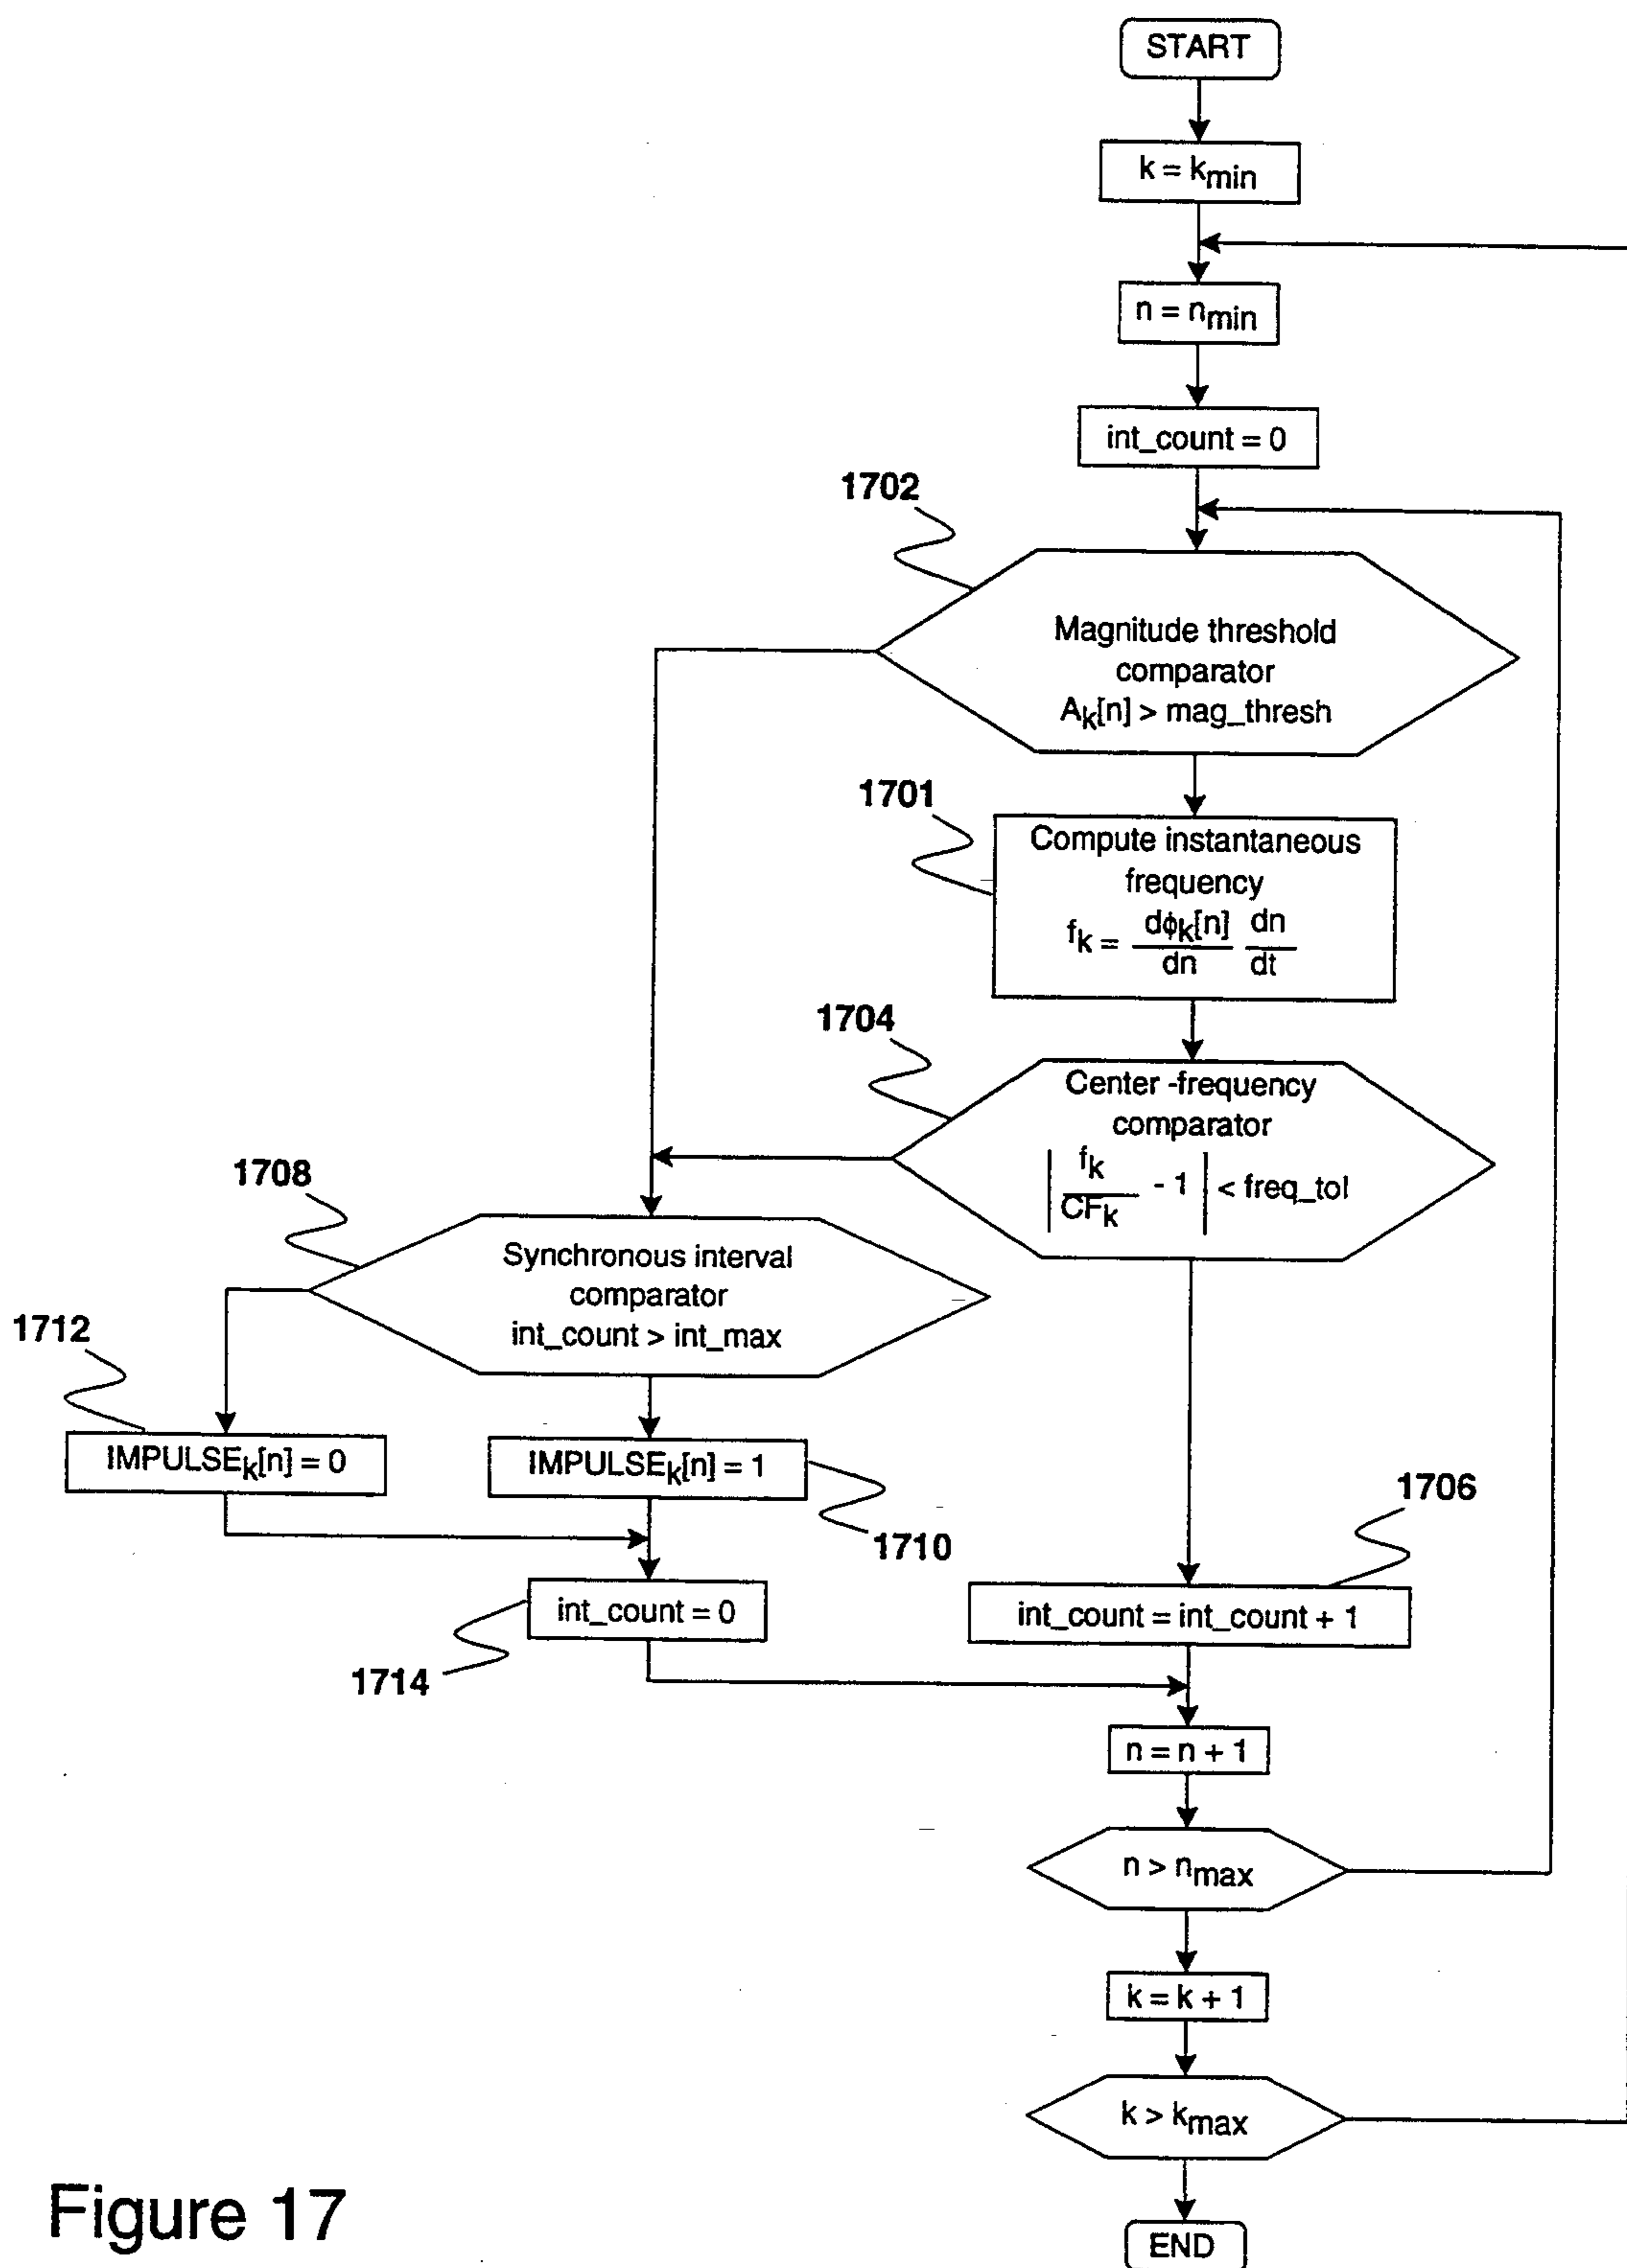 START
k = kmin
n = nmin
int_count = 0
1702
Magnitude threshold
comparator
Ak[n] > mag_thresh
1701
Compute instantaneous
frequency
fk = dϕk[n]/dn dn/dt
1704
Center -frequency
comparator
| fk/CFk - 1 | < freq_tol
1708
Synchronous interval
comparator
int_count > int_max
1712
IMPULSEk[n] = 0
IMPULSEk[n] = 1
1710
1706
int_count = 0
int_count = int_count + 1
1714
n = n + 1
n > nmax
k = k + 1
k > kmax
END
Figure 17